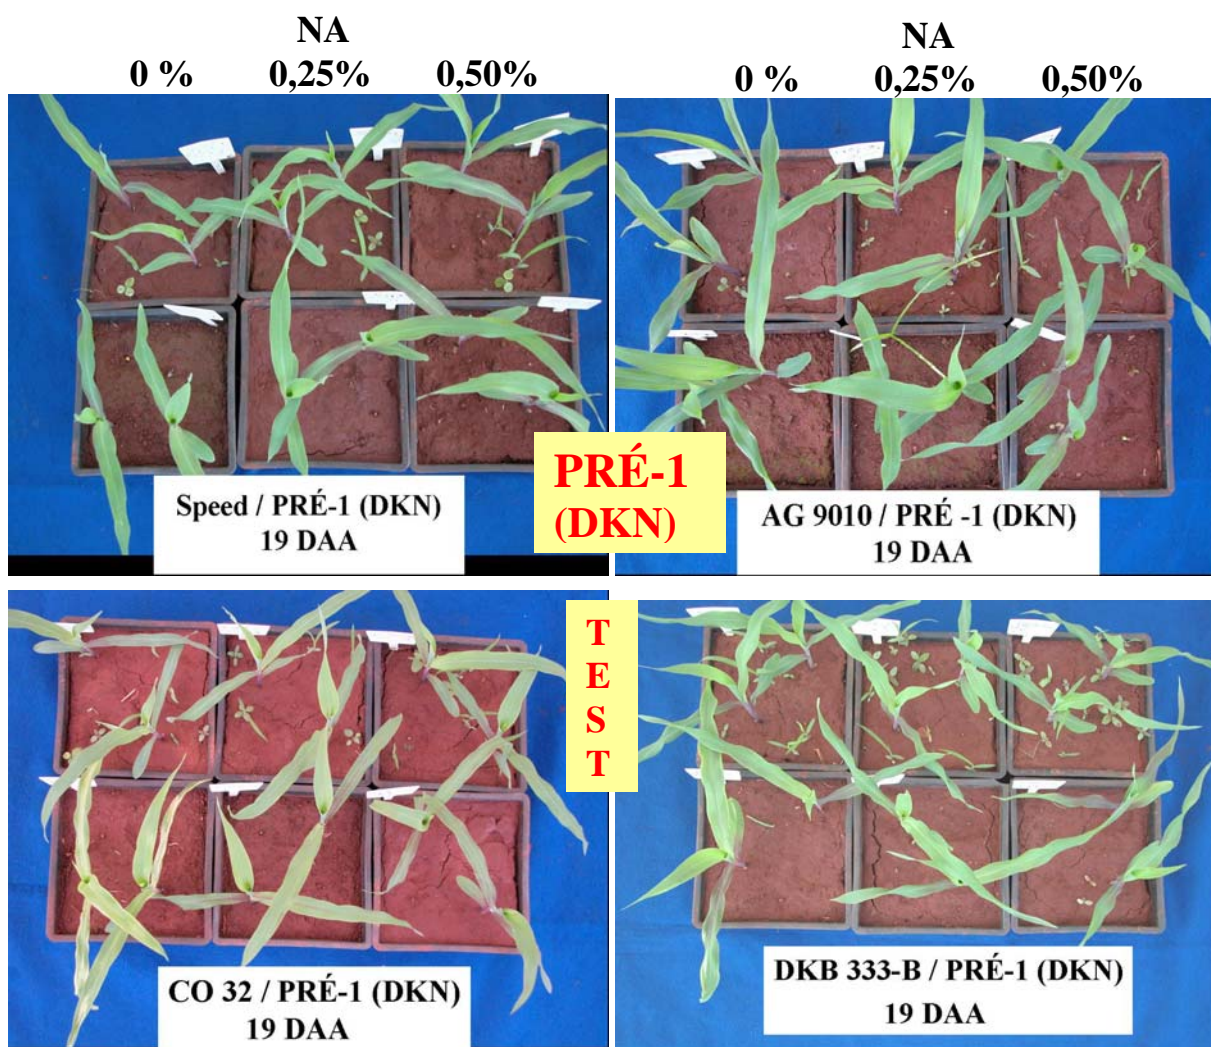 NA
0 % 0,25% 0,50%
NA
0 % 0,25% 0,50%
Speed / PRÉ-1 (DKN)
19 DAA
PRÉ-1
(DKN)
AG 9010 / PRÉ -1 (DKN)
19 DAA
T
E
S
T
CO 32 / PRÉ-1 (DKN)
19 DAA
DKB 333-B / PRÉ-1 (DKN)
19 DAA